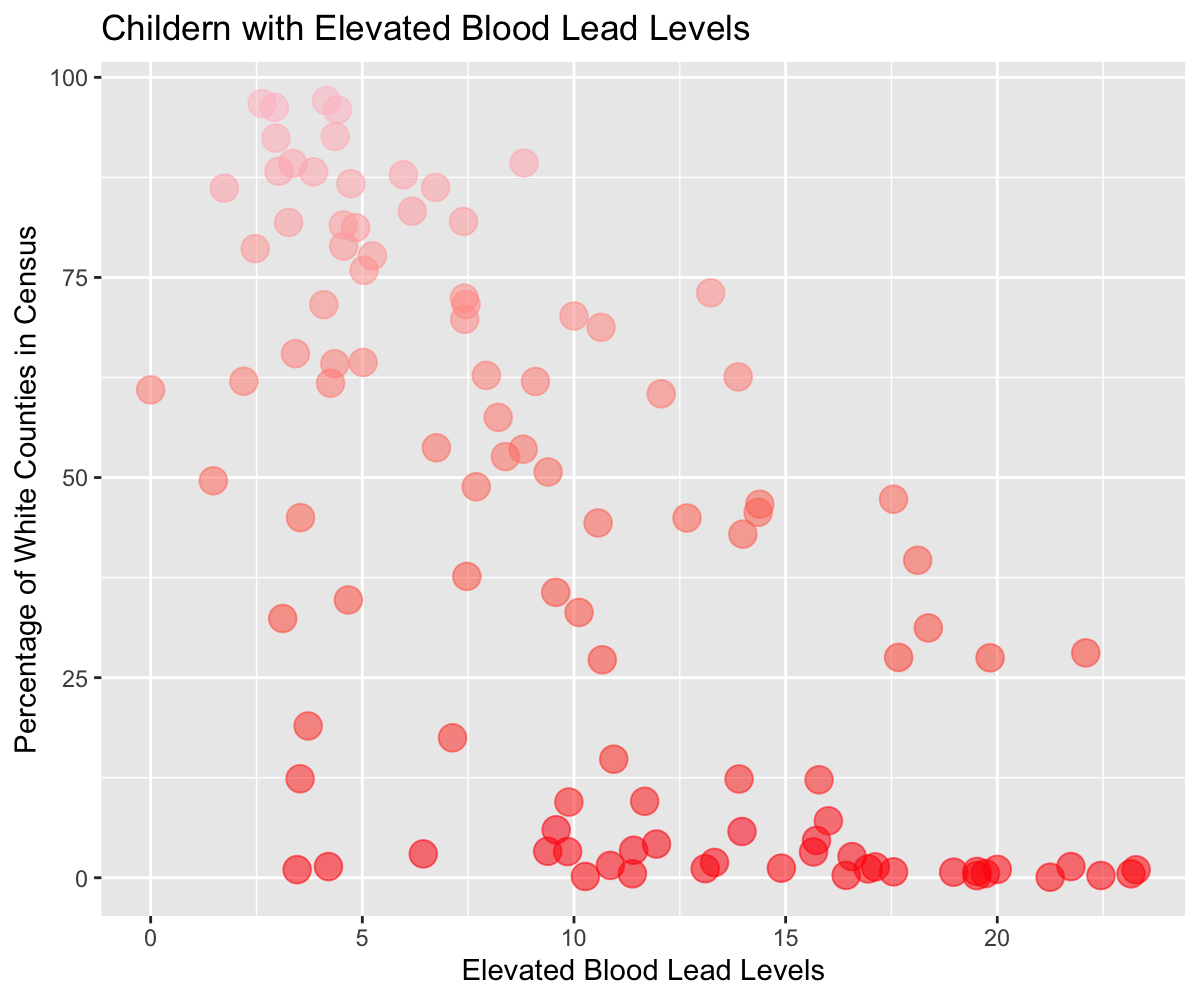 Childern with Elevated Blood Lead Levels
Percentage of White Counties in Census
100
75
50
25
0
0 5 10 15 20
Elevated Blood Lead Levels